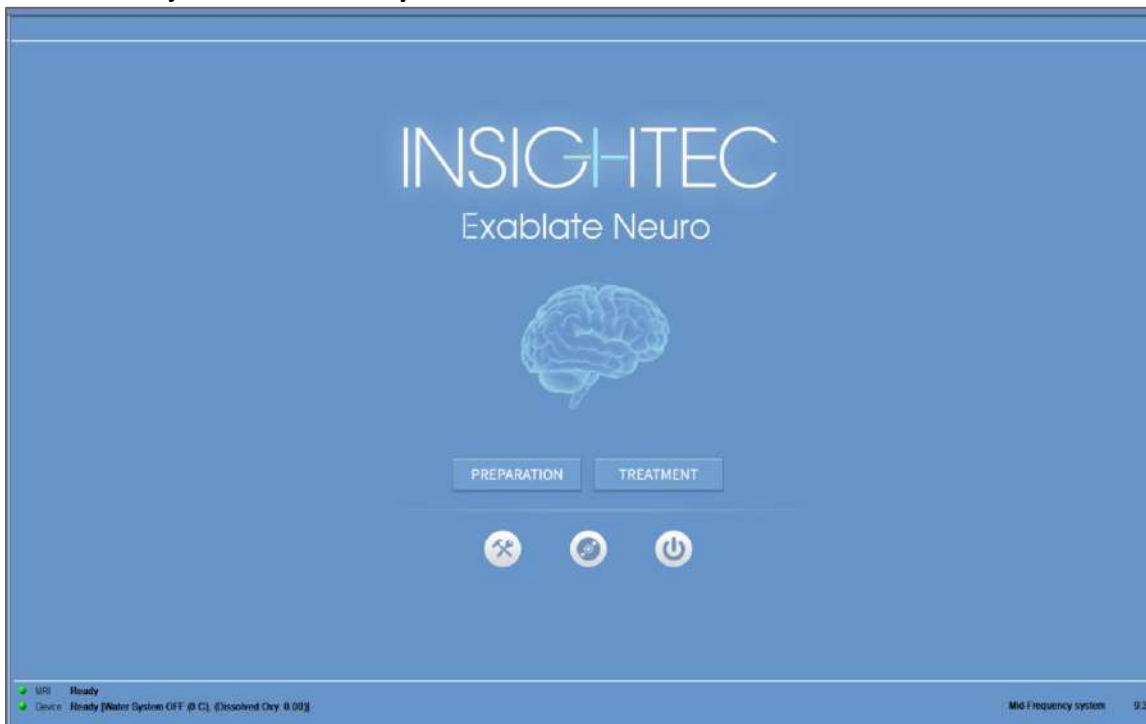 INSIGHTEC
Exablate Neuro
PREPARATION TREATMENT
MRI Ready
Device Ready [Water System OFF (0 C), (Dissolved Oxy: 0.00)]
Mid-Frequency system